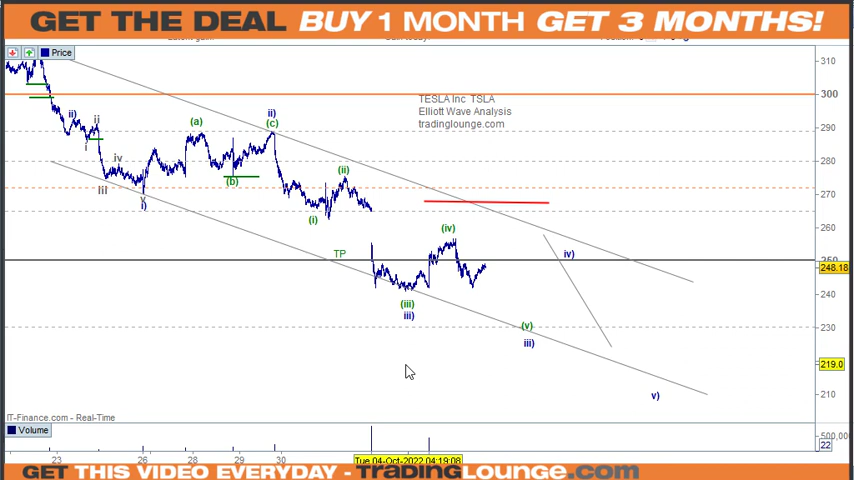 GET THE DEAL BUY 1 MONTH GET 3 MONTHS!
Price
310
TESLA Inc TSLA
Elliott Wave Analysis
tradinglounge.com
300
290
280
270
260
250
248.18
240
230
219.0
210
ii)
ii
i
iv
iii
v
i)
(a)
(b)
ii)
(c)
(i)
(ii)
TP
(iii)
iii)
(iv)
iv)
(v)
iii)
v)
IT-Finance.com - Real-Time
Volume
500,000
22
23
26
27
28
29
30
Tue 04-Oct-2022 04:19:08
GET THIS VIDEO EVERYDAY - TradingLounge.com